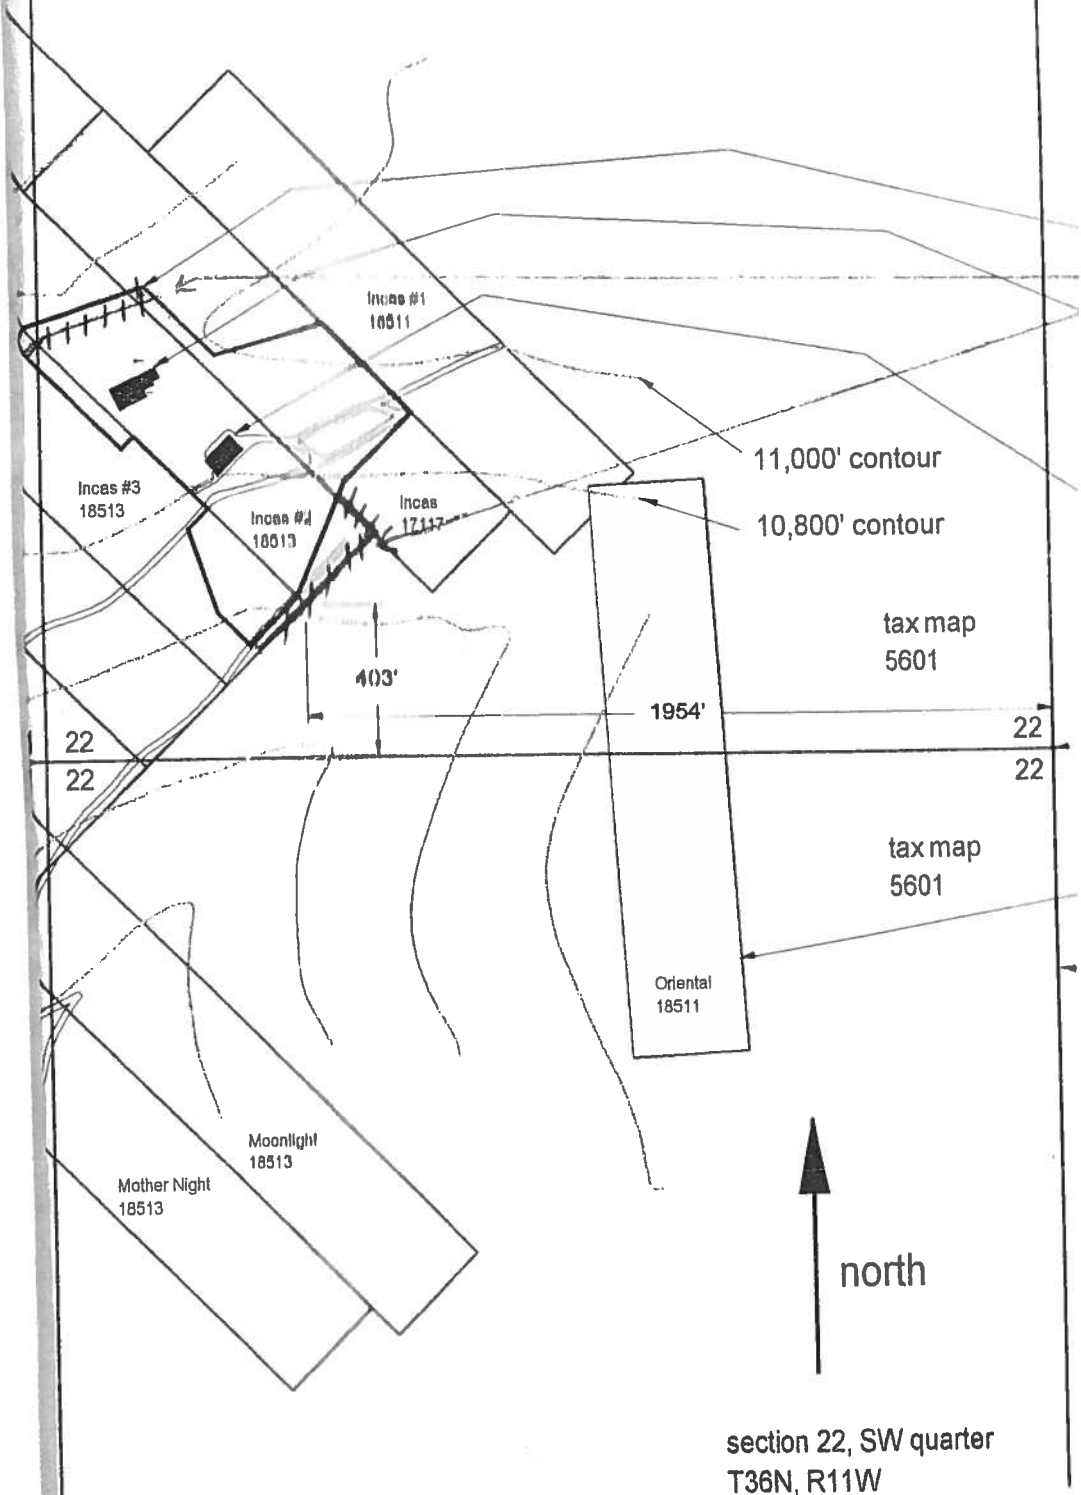 Incas #1
18511
11,000' contour
10,800' contour
Incas #3
18513
Incas
17117
Incas #2
18513
tax map
5601
403'
1954'
22
22
22
22
tax map
5601
Oriental
18511
Moonlight
18513
Mother Night
18513
north
section 22, SW quarter
T36N, R11W